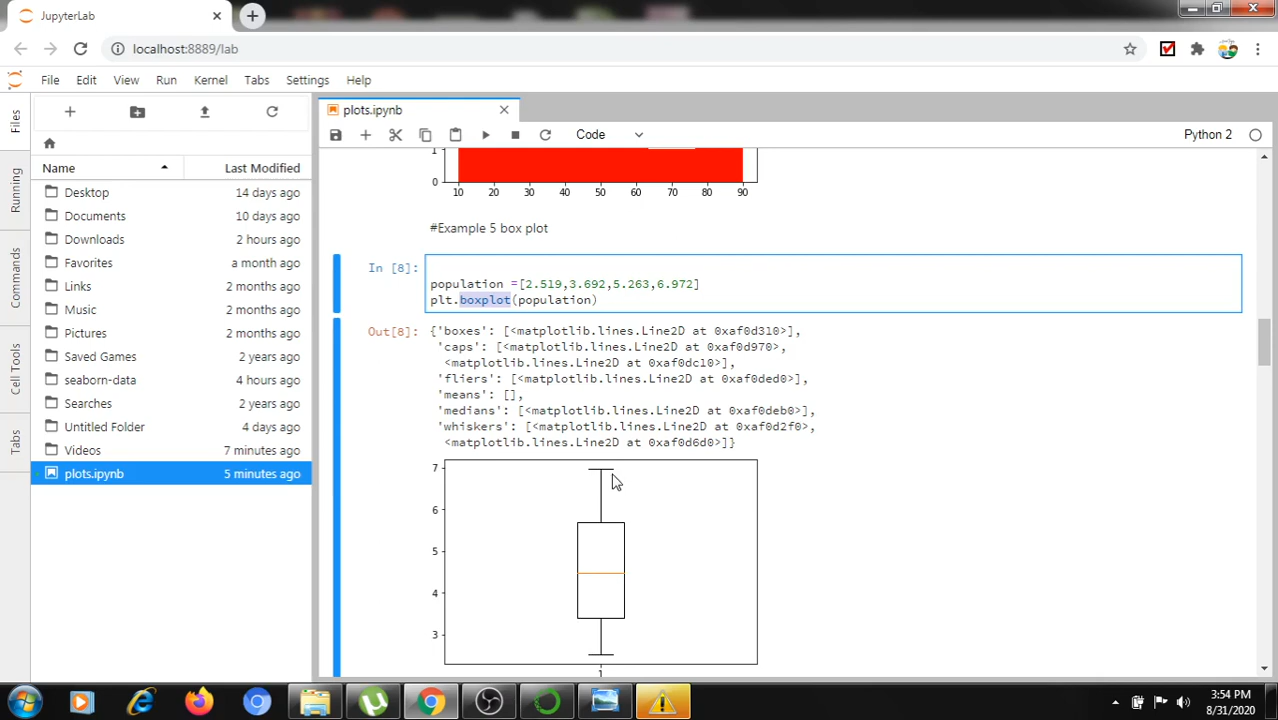 JupyterLab
localhost:8889/lab
File Edit View Run Kernel Tabs Settings Help
Files
Running
Commands
Cell Tools
Tabs
Name Last Modified
Desktop 14 days ago
Documents 10 days ago
Downloads 2 hours ago
Favorites a month ago
Links 2 months ago
Music 2 months ago
Pictures 2 months ago
Saved Games 2 years ago
seaborn-data 4 hours ago
Searches 2 years ago
Untitled Folder 4 days ago
Videos 7 minutes ago
plots.ipynb 5 minutes ago
plots.ipynb
Code Python 2
1
0
10 20 30 40 50 60 70 80 90
#Example 5 box plot
In [8]:
population =[2.519,3.692,5.263,6.972]
plt.boxplot(population)
Out[8]: {'boxes': [<matplotlib.lines.Line2D at 0xaf0d310>],
'caps': [<matplotlib.lines.Line2D at 0xaf0d970>,
<matplotlib.lines.Line2D at 0xaf0dc10>],
'fliers': [<matplotlib.lines.Line2D at 0xaf0ded0>],
'means': [],
'medians': [<matplotlib.lines.Line2D at 0xaf0deb0>],
'whiskers': [<matplotlib.lines.Line2D at 0xaf0d2f0>,
<matplotlib.lines.Line2D at 0xaf0d6d0>]}
7
6
5
4
3
1
3:54 PM
8/31/2020